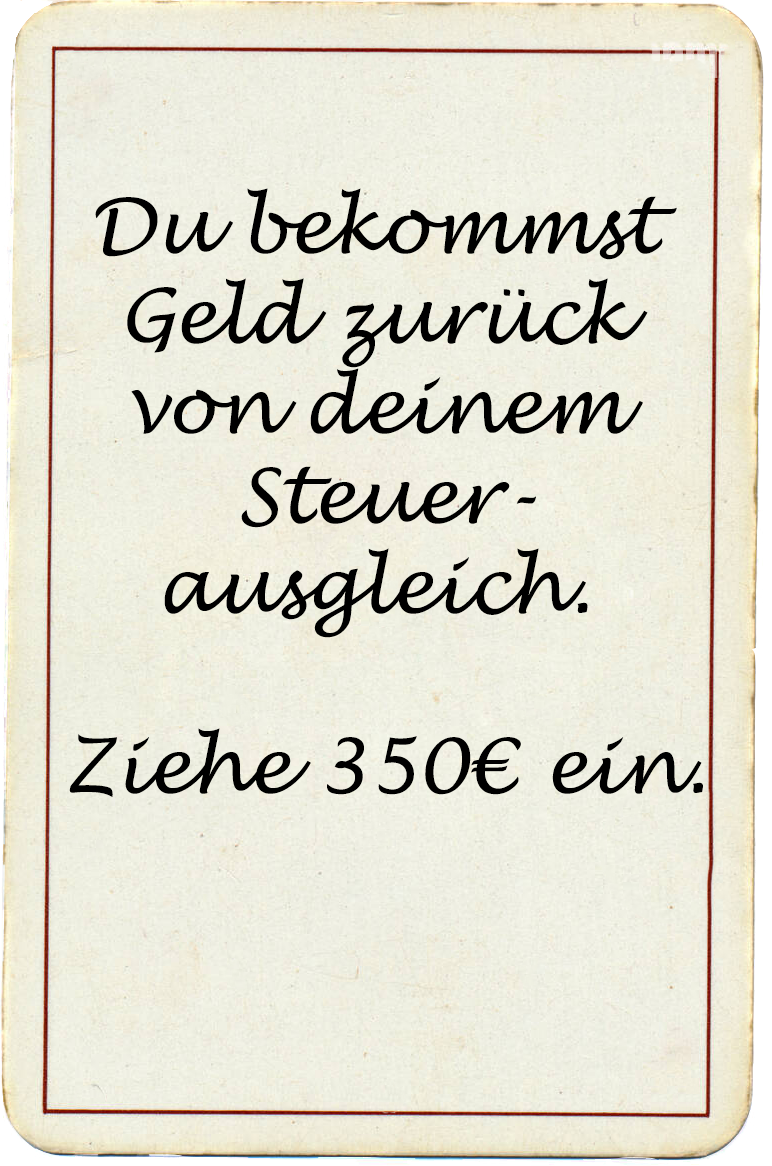 Du bekommst
Geld zurück
von deinem
Steuer-
ausgleich.
Ziehe 350€ ein.